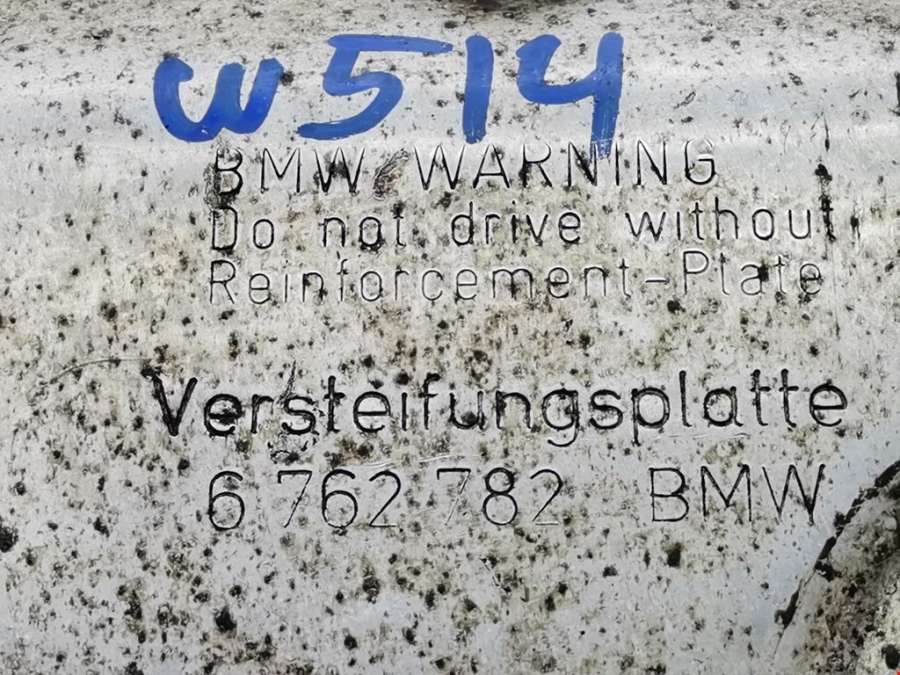 W514
BMW WARNING
Do not drive without
Reinforcement-Plate
Versteifungsplatte
6 762 782 BMW